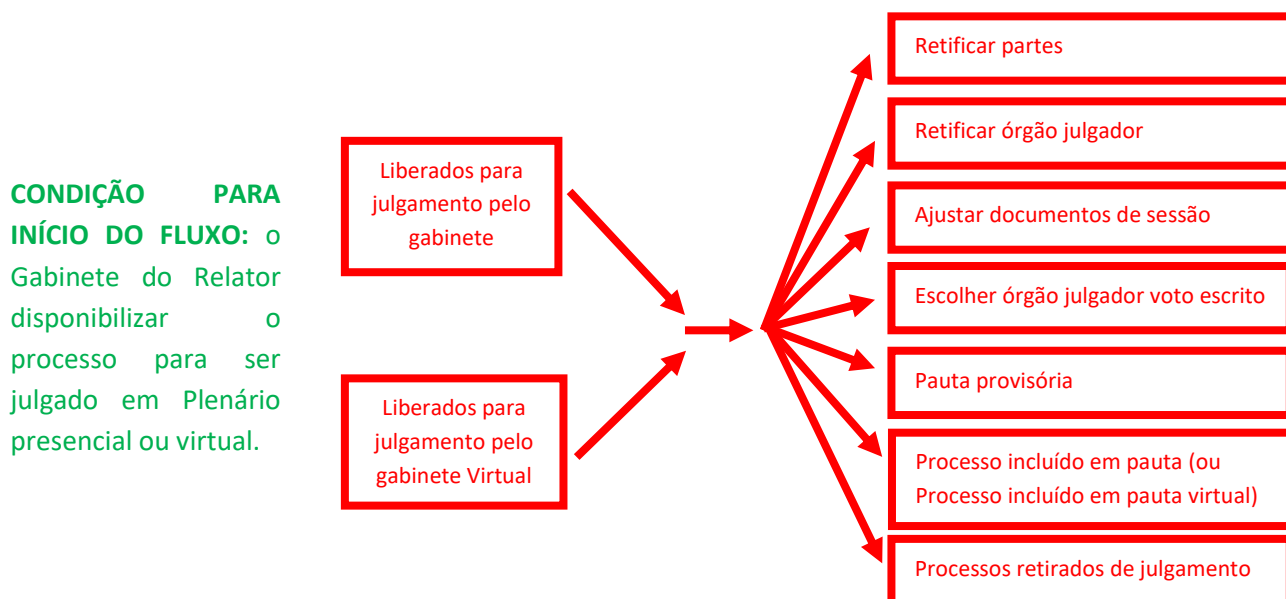 CONDIÇÃO PARA
INÍCIO DO FLUXO: o
Gabinete do Relator
disponibilizar o
processo para ser
julgado em Plenário
presencial ou virtual.
Liberados para
julgamento pelo
gabinete
Liberados para
julgamento pelo
gabinete Virtual
Retificar partes
Retificar órgão julgador
Ajustar documentos de sessão
Escolher órgão julgador voto escrito
Pauta provisória
Processo incluído em pauta (ou
Processo incluído em pauta virtual)
Processos retirados de julgamento